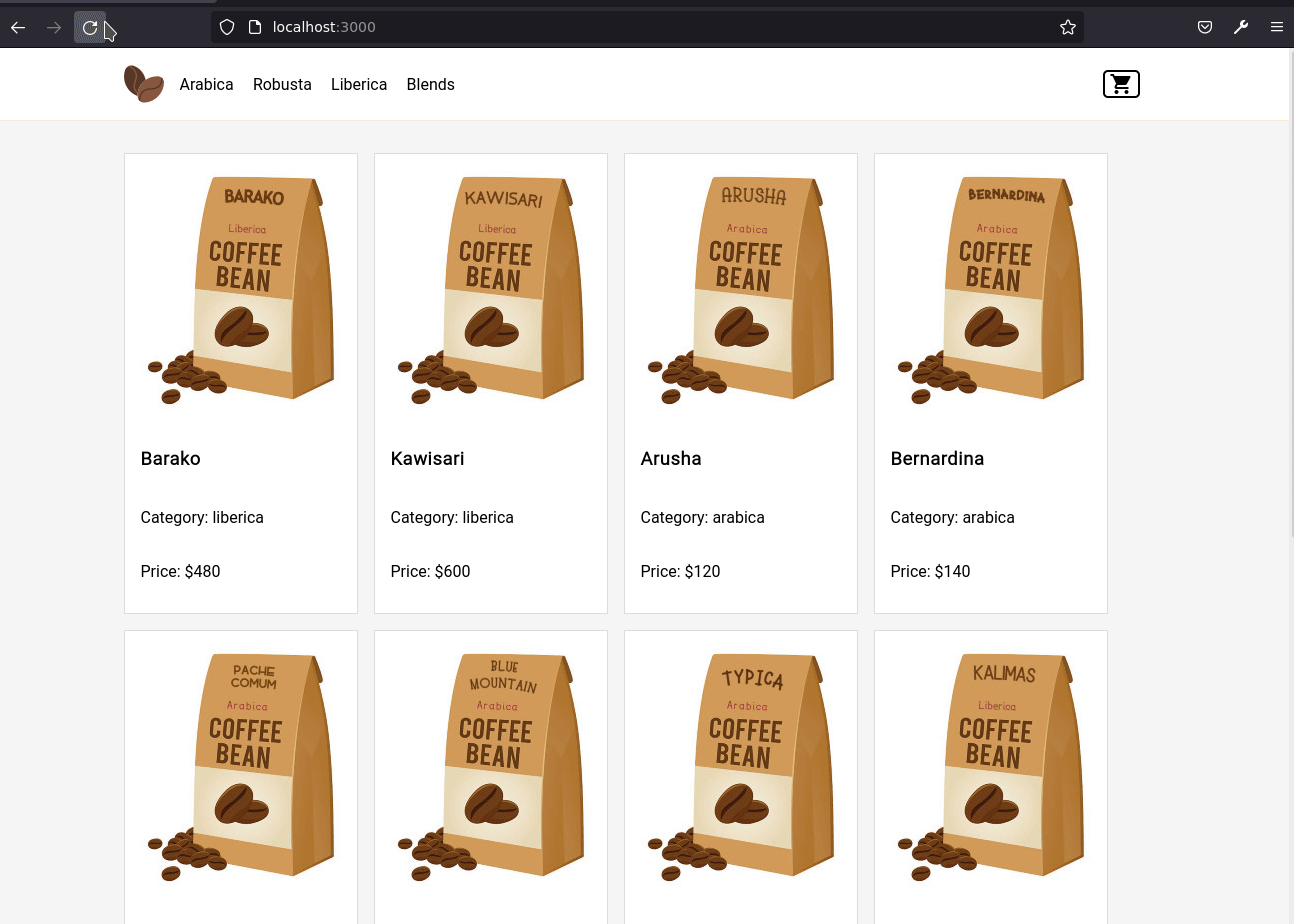 localhost:3000
Arabica Robusta Liberica Blends
BARAKO
Liberica
COFFEE
BEAN
KAWISARI
Liberica
COFFEE
BEAN
ARUSHA
Arabica
COFFEE
BEAN
BERNARDINA
Arabica
COFFEE
BEAN
Barako
Category: liberica
Price: $480
Kawisari
Category: liberica
Price: $600
Arusha
Category: arabica
Price: $120
Bernardina
Category: arabica
Price: $140
PACHE
COMUM
Arabica
COFFEE
BEAN
BLUE
MOUNTAIN
Arabica
COFFEE
BEAN
TYPICA
Arabica
COFFEE
BEAN
KALIMAS
Liberica
COFFEE
BEAN